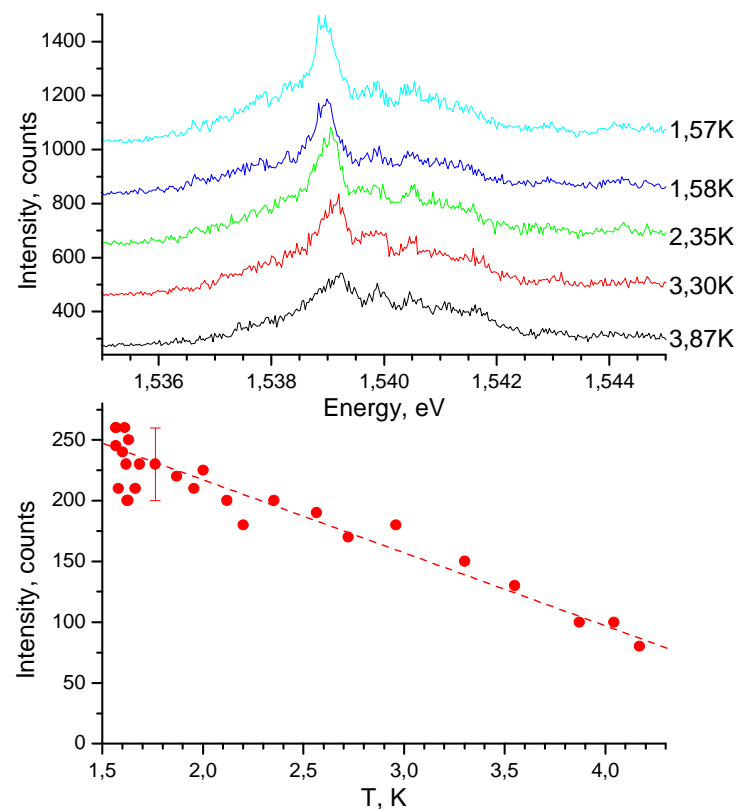 Intensity, counts
1400
1200
1000
800
600
400
1,57K
1,58K
2,35K
3,30K
3,87K
1,536
1,538
1,540
1,542
1,544
Energy, eV
Intensity, counts
250
200
150
100
50
0
1,5
2,0
2,5
3,0
3,5
4,0
T, K